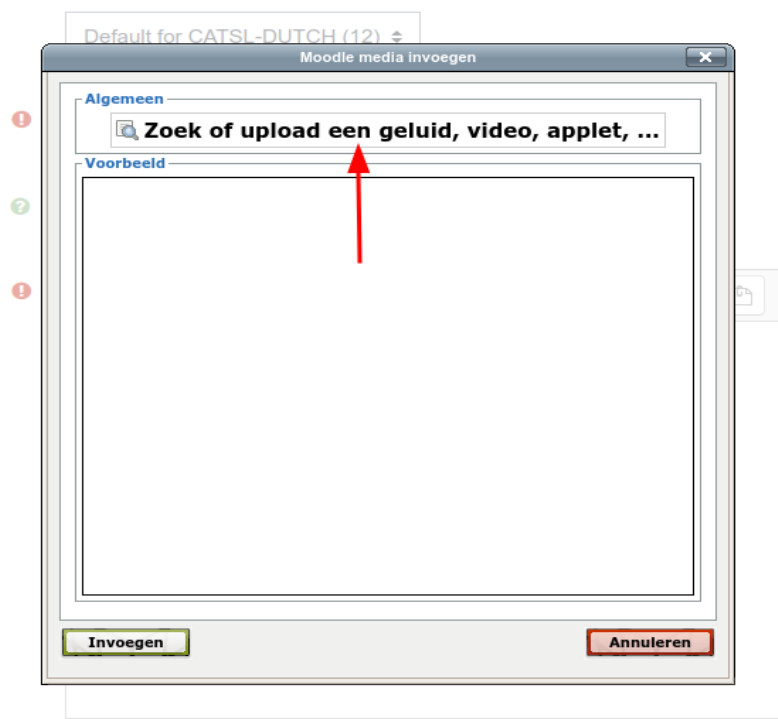 Default for CATSL-DUTCH (12)
Moodle media invoegen
Algemeen
Zoek of upload een geluid, video, applet, ...
Voorbeeld
Invoegen
Annuleren